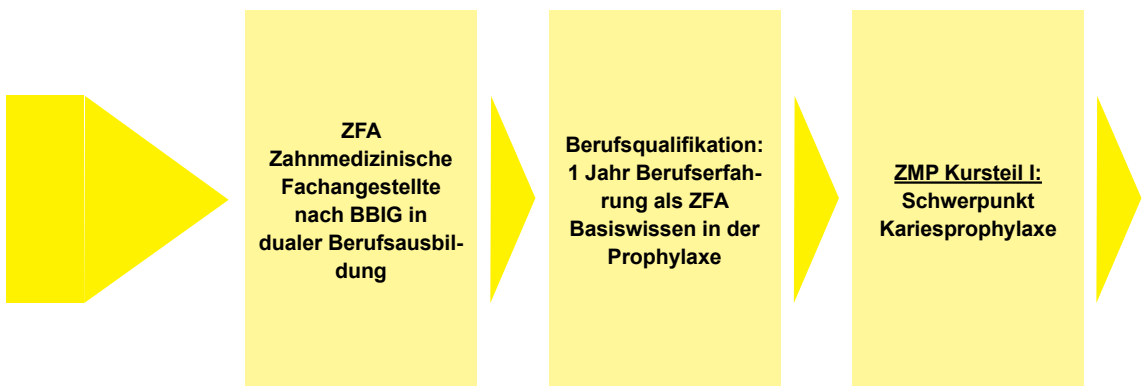 ZFA
Zahnmedizinische
Fachangestellte
nach BBIG in
dualer Berufsausbil-
dung
Berufsqualifikation:
1 Jahr Berufserfah-
rung als ZFA
Basiswissen in der
Prophylaxe
ZMP Kursteil I:
Schwerpunkt
Kariesprophylaxe